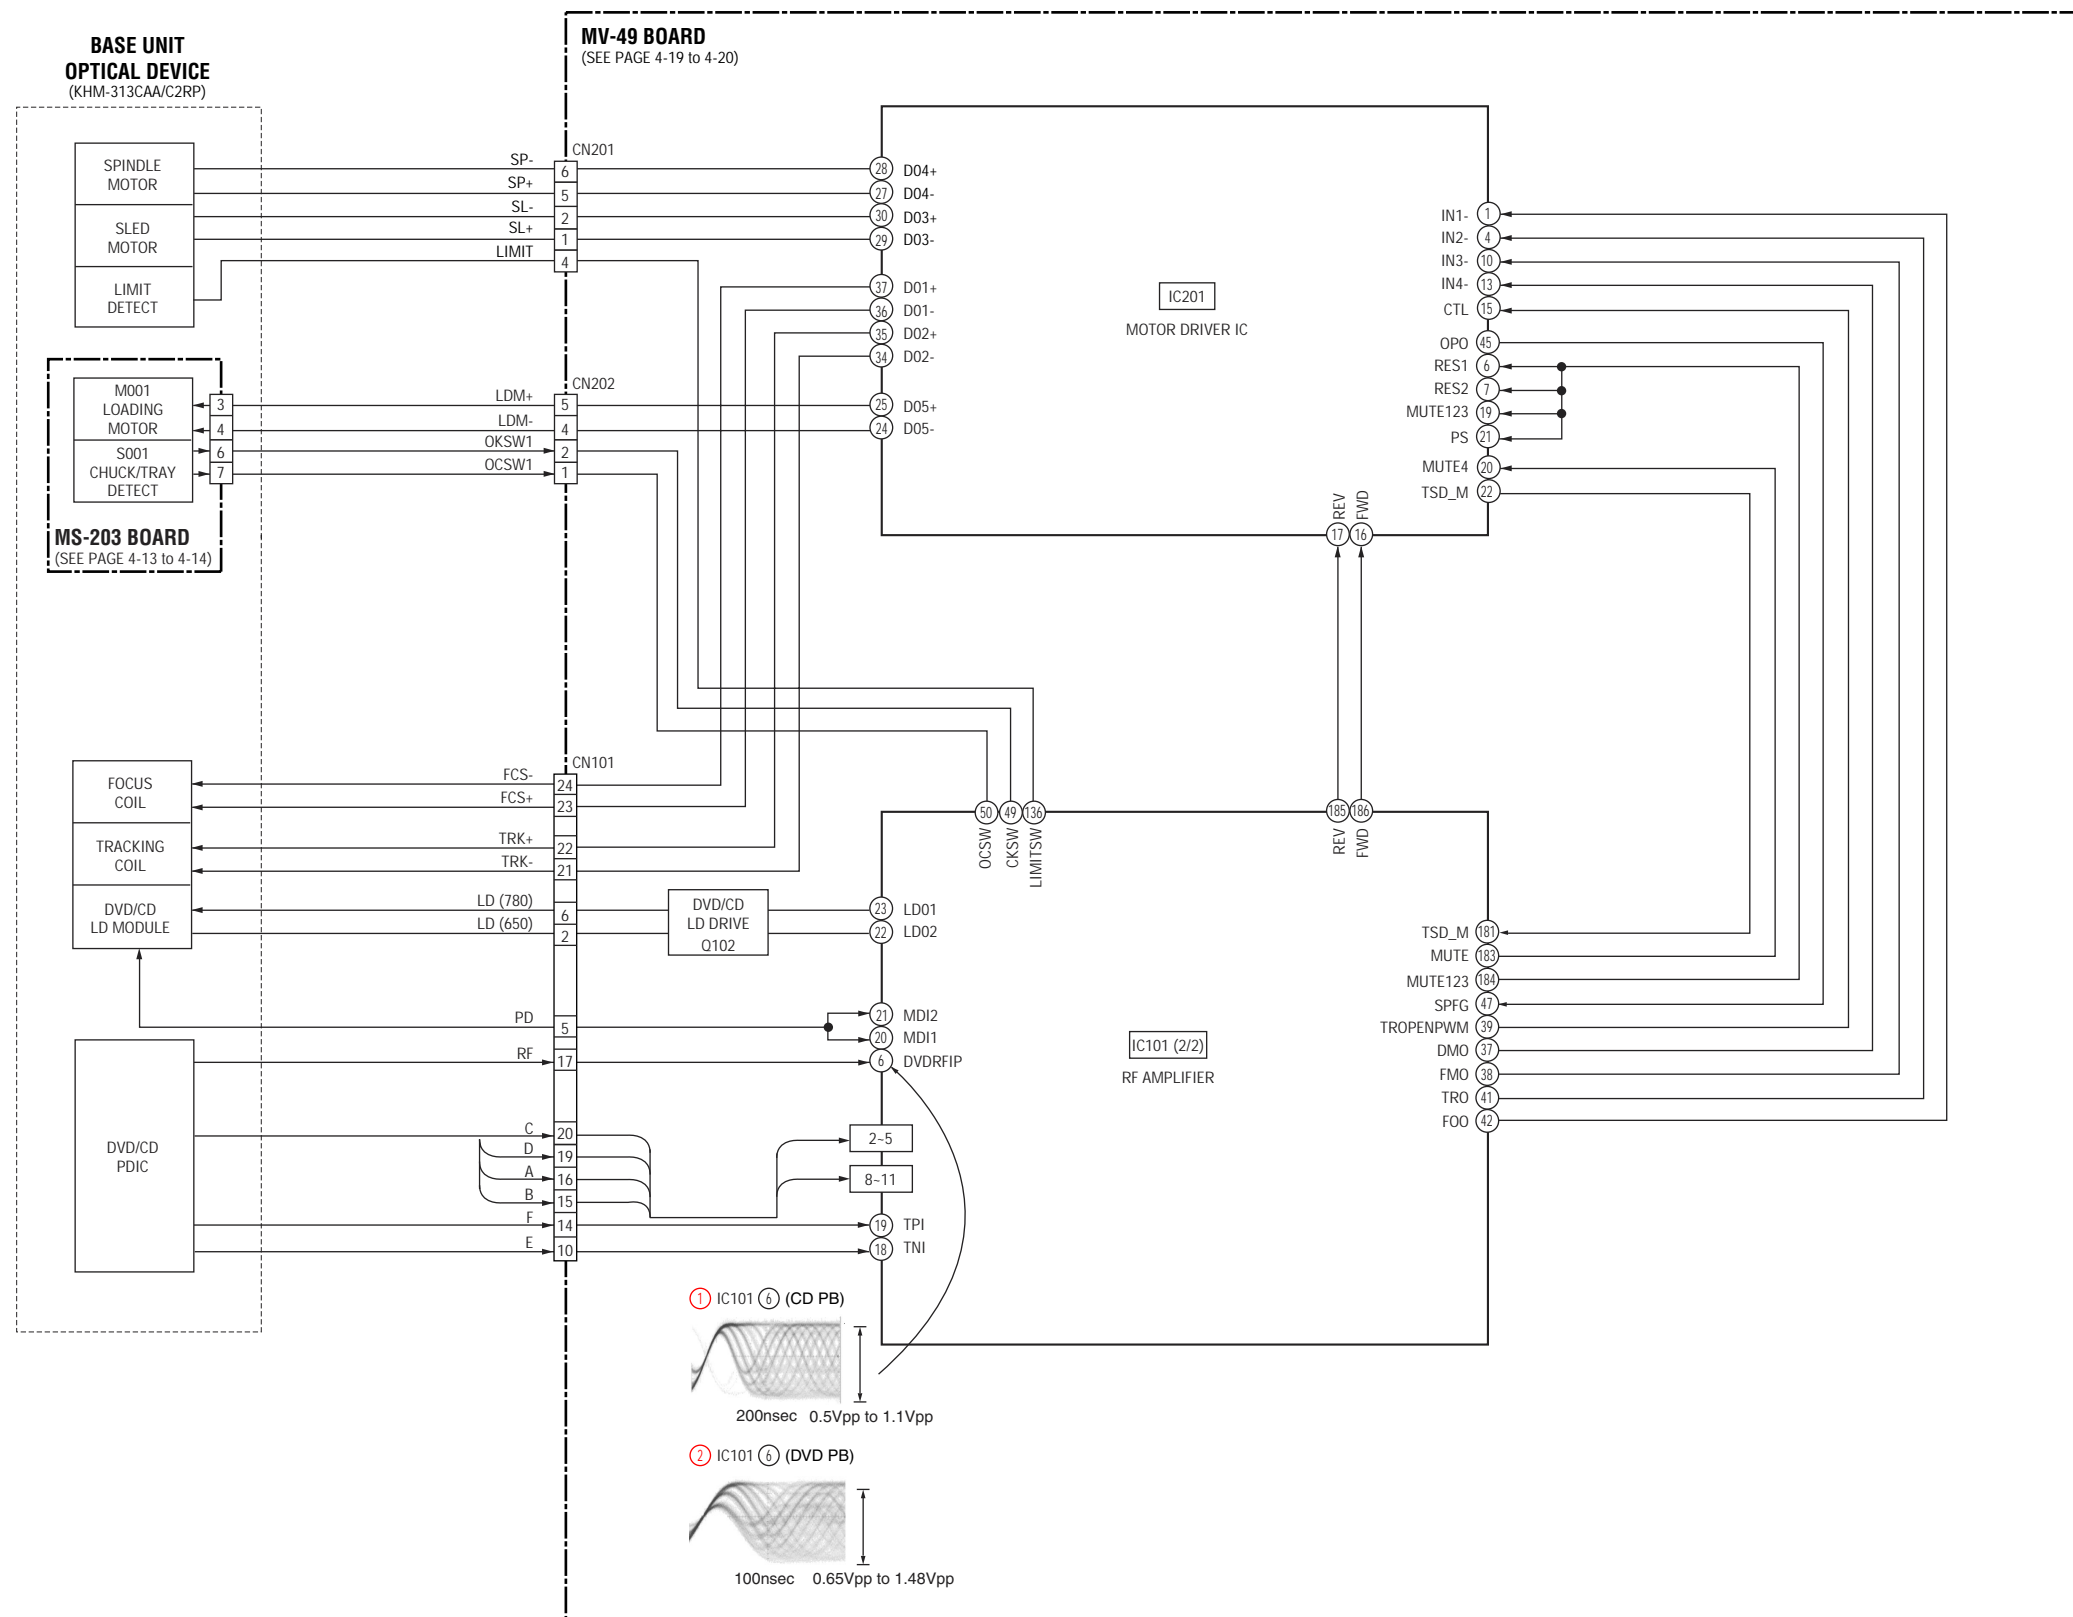 BASE UNIT
OPTICAL DEVICE
(KHM-313CAA/C2RP)
MV-49 BOARD
(SEE PAGE 4-19 to 4-20)
SPINDLE
MOTOR
SLED
MOTOR
LIMIT
DETECT
SP-
SP+
SL-
SL+
LIMIT
CN201
6
5
2
1
4
28 D04+
27 D04-
30 D03+
29 D03-
37 D01+
36 D01-
35 D02+
34 D02-
25 D05+
24 D05-
IC201
MOTOR DRIVER IC
IN1- 1
IN2- 4
IN3- 10
IN4- 13
CTL 15
OPO 45
RES1 6
RES2 7
MUTE123 19
PS 21
MUTE4 20
TSD_M 22
REV
FWD
17
16
M001
LOADING
MOTOR
S001
CHUCK/TRAY
DETECT
3
4
6
7
MS-203 BOARD
(SEE PAGE 4-13 to 4-14)
LDM+
LDM-
OKSW1
OCSW1
CN202
5
4
2
1
FOCUS
COIL
TRACKING
COIL
DVD/CD
LD MODULE
FCS-
FCS+
TRK+
TRK-
LD (780)
LD (650)
PD
RF
C
D
A
B
F
E
CN101
24
23
22
21
6
2
5
17
20
19
16
15
14
10
DVD/CD
PDIC
DVD/CD
LD DRIVE
Q102
50
49
136
OCSW
CKSW
LIMITSW
185
186
REV
FWD
23 LD01
22 LD02
21 MDI2
20 MDI1
6 DVDRFIP
2~5
8~11
19 TPI
18 TNI
IC101 (2/2)
RF AMPLIFIER
TSD_M 181
MUTE 183
MUTE123 184
SPFG 47
TROPENPWM 39
DMO 37
FMO 38
TRO 41
FOO 42
1 IC101 6 (CD PB)
200nsec 0.5Vpp to 1.1Vpp
2 IC101 6 (DVD PB)
100nsec 0.65Vpp to 1.48Vpp